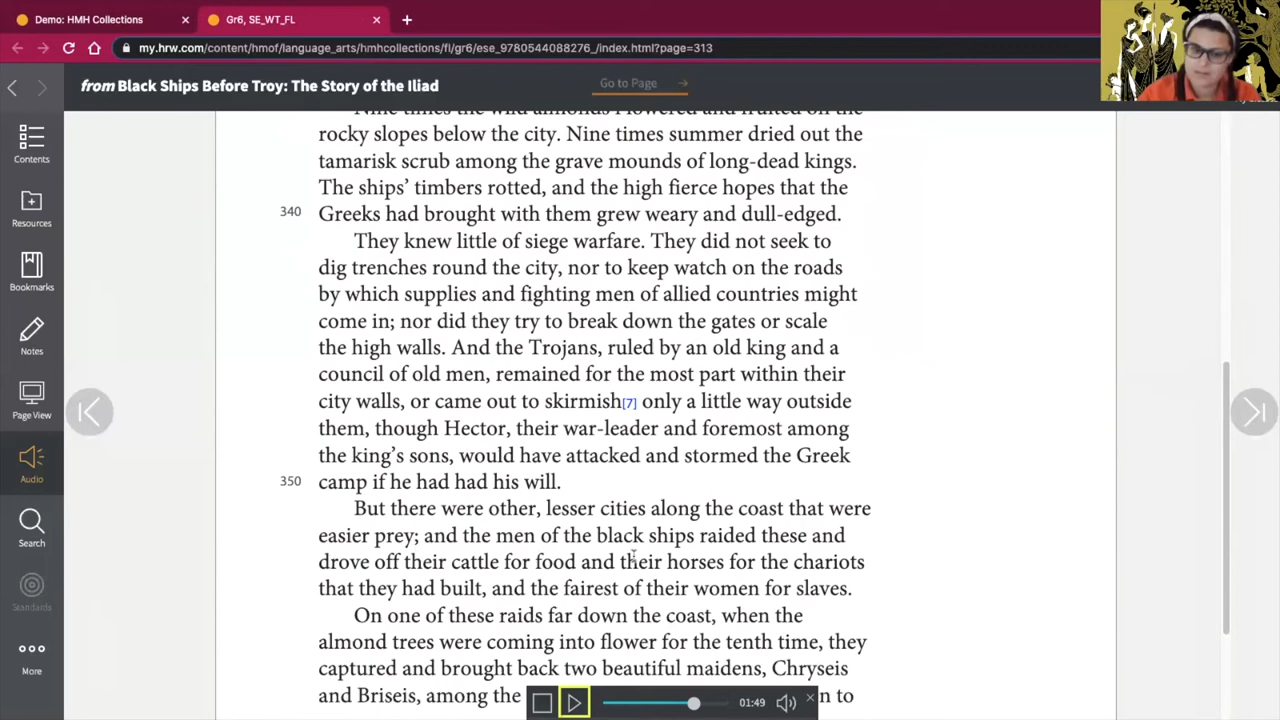 Demo: HMH Collections
Gr6, SE_WT_FL
my.hrw.com/content/hmof/language_arts/hmhcollections/fl/gr6/ese_9780544088276_/index.html?page=313
from Black Ships Before Troy: The Story of the Iliad
Go to Page
Contents
Resources
Bookmarks
Notes
Page View
Audio
Search
Standards
More
Nine times the wild almonds flowered and fruited on the
rocky slopes below the city. Nine times summer dried out the
tamarisk scrub among the grave mounds of long-dead kings.
The ships’ timbers rotted, and the high fierce hopes that the
340 Greeks had brought with them grew weary and dull-edged.
They knew little of siege warfare. They did not seek to
dig trenches round the city, nor to keep watch on the roads
by which supplies and fighting men of allied countries might
come in; nor did they try to break down the gates or scale
the high walls. And the Trojans, ruled by an old king and a
council of old men, remained for the most part within their
city walls, or came out to skirmish[7] only a little way outside
them, though Hector, their war-leader and foremost among
the king’s sons, would have attacked and stormed the Greek
350 camp if he had had his will.
But there were other, lesser cities along the coast that were
easier prey; and the men of the black ships raided these and
drove off their cattle for food and their horses for the chariots
that they had built, and the fairest of their women for slaves.
On one of these raids far down the coast, when the
almond trees were coming into flower for the tenth time, they
captured and brought back two beautiful maidens, Chryseis
and Briseis, among the n to
01:49